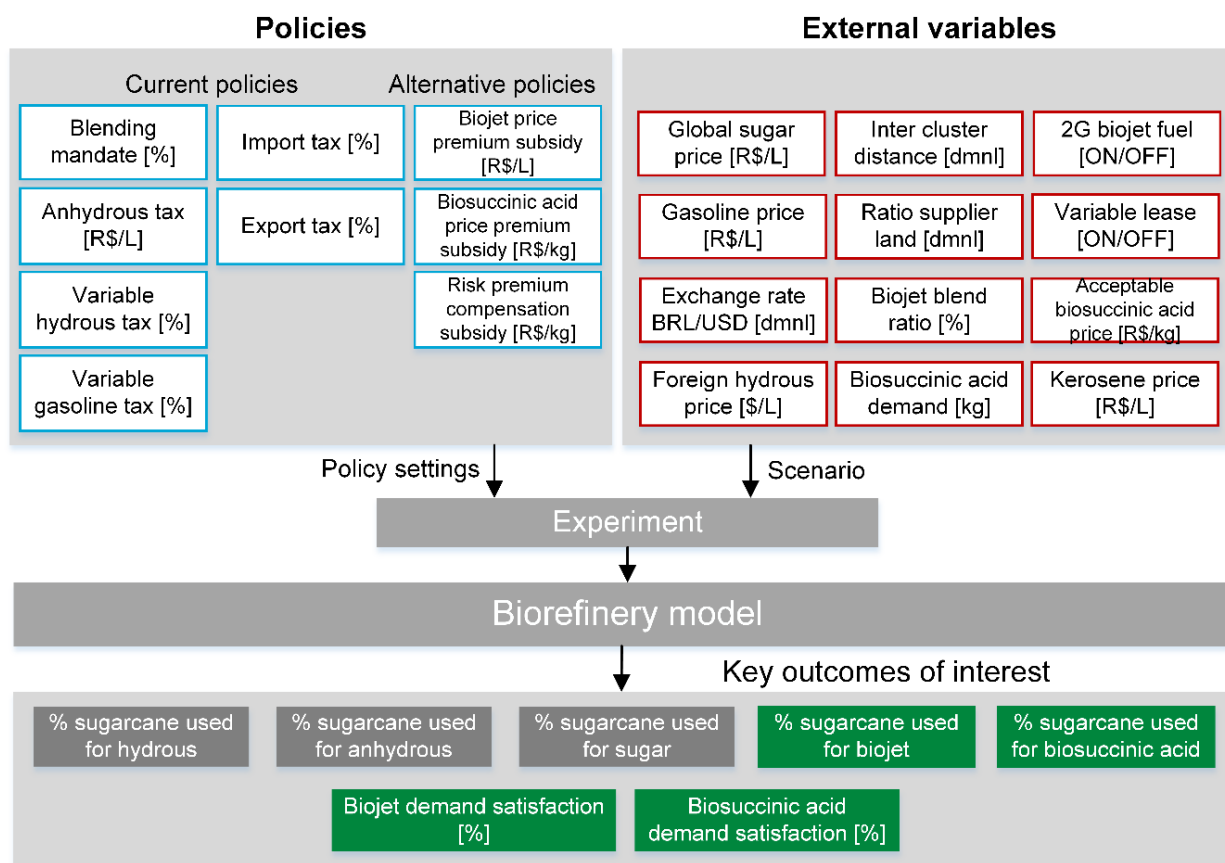 Policies
External variables
Current policies
Alternative policies
Blending
mandate [%]
Import tax [%]
Biojet price
premium subsidy
[R$/L]
Anhydrous tax
[R$/L]
Export tax [%]
Biosuccinic acid
price premium
subsidy [R$/kg]
Variable
hydrous tax [%]
Risk premium
compensation
subsidy [R$/kg]
Variable
gasoline tax [%]
Global sugar
price [R$/L]
Inter cluster
distance [dmnl]
2G biojet fuel
[ON/OFF]
Gasoline price
[R$/L]
Ratio supplier
land [dmnl]
Variable lease
[ON/OFF]
Exchange rate
BRL/USD [dmnl]
Biojet blend
ratio [%]
Acceptable
biosuccinic acid
price [R$/kg]
Foreign hydrous
price [$/L]
Biosuccinic acid
demand [kg]
Kerosene price
[R$/L]
Policy settings
Scenario
Experiment
Biorefinery model
Key outcomes of interest
% sugarcane used
for hydrous
% sugarcane used
for anhydrous
% sugarcane used
for sugar
% sugarcane used
for biojet
% sugarcane used
for biosuccinic acid
Biojet demand satisfaction
[%]
Biosuccinic acid
demand satisfaction [%]